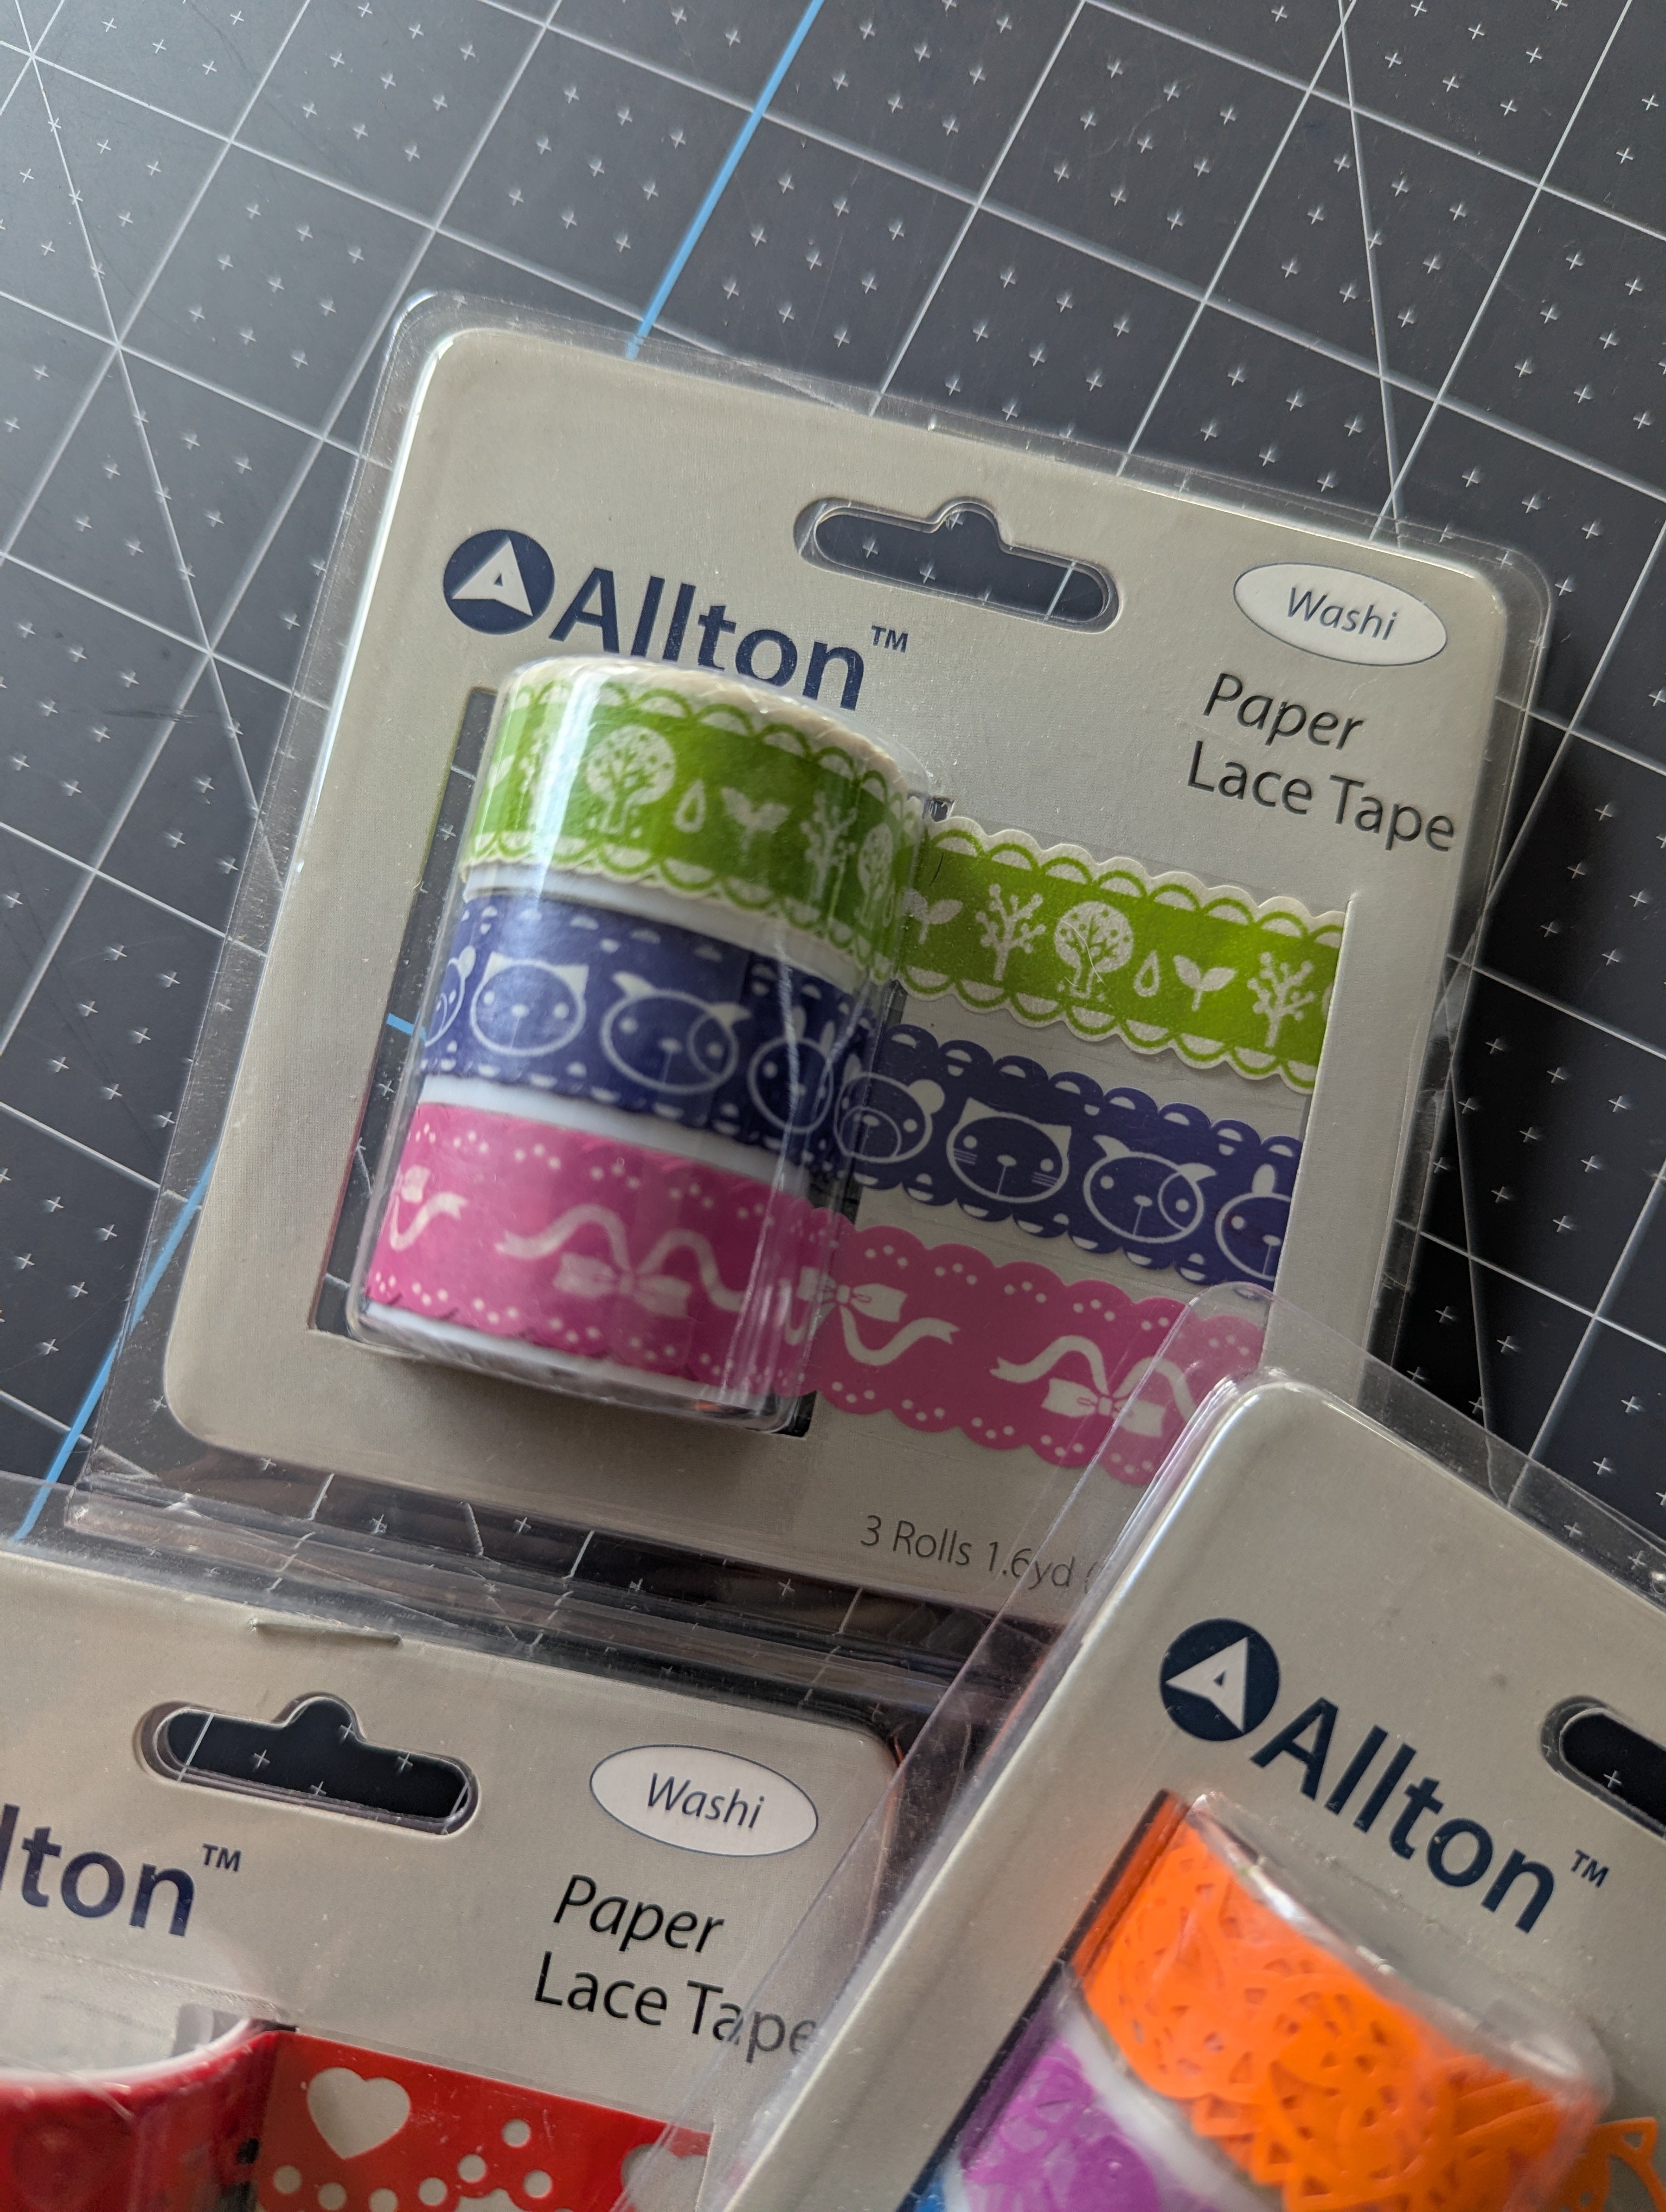 Allton™
Washi
Paper
Lace Tape
3 Rolls 1.6yd
lton™
Washi
Paper
Lace Tape
Allton™